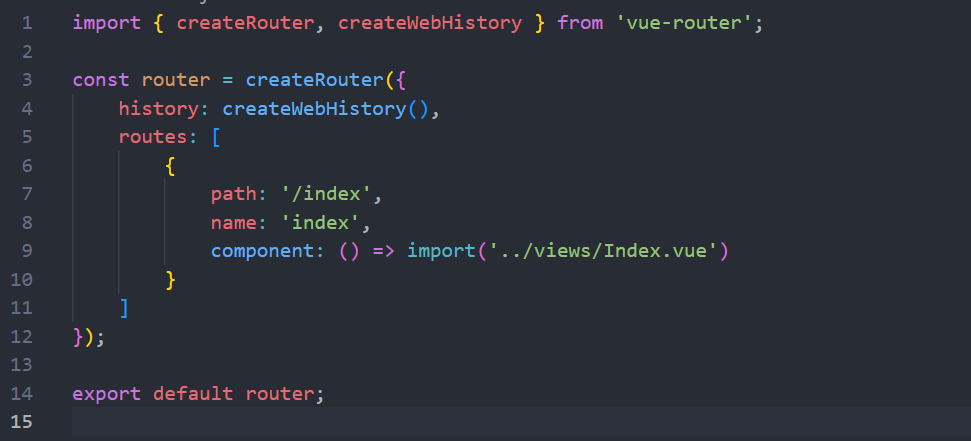 1 import { createRouter, createWebHistory } from 'vue-router';
2
3 const router = createRouter({
4     history: createWebHistory(),
5     routes: [
6         {
7             path: '/index',
8             name: 'index',
9             component: () => import('../views/Index.vue')
10         }
11     ]
12 });
13
14 export default router;
15